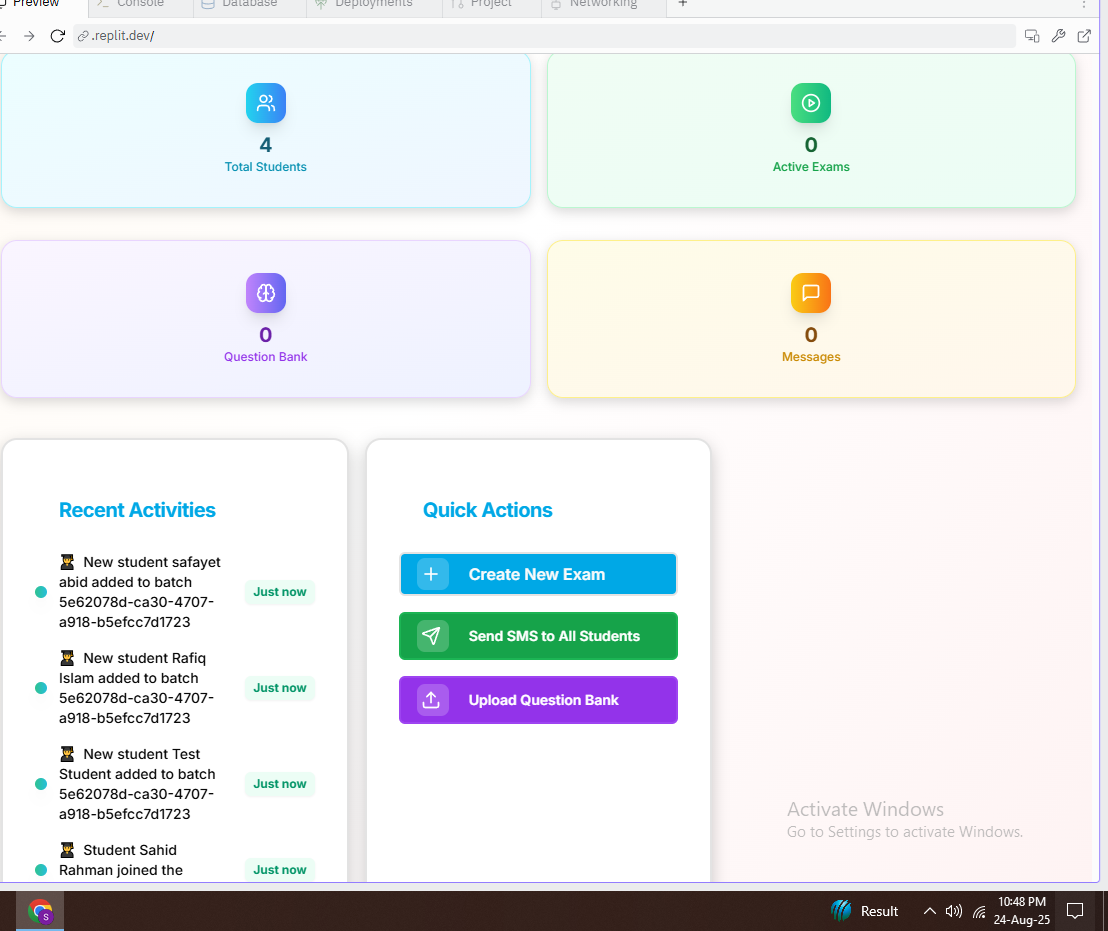 Preview
Console
Database
Deployments
Project
Networking
.replit.dev/
4
Total Students
0
Active Exams
0
Question Bank
0
Messages
Recent Activities
New student safayet
abid added to batch
5e62078d-ca30-4707-
a918-b5efcc7d1723
Just now
New student Rafiq
Islam added to batch
5e62078d-ca30-4707-
a918-b5efcc7d1723
Just now
New student Test
Student added to batch
5e62078d-ca30-4707-
a918-b5efcc7d1723
Just now
Student Sahid
Rahman joined the
Just now
Quick Actions
Create New Exam
Send SMS to All Students
Upload Question Bank
Activate Windows
Go to Settings to activate Windows.
S
Result
10:48 PM
24-Aug-25